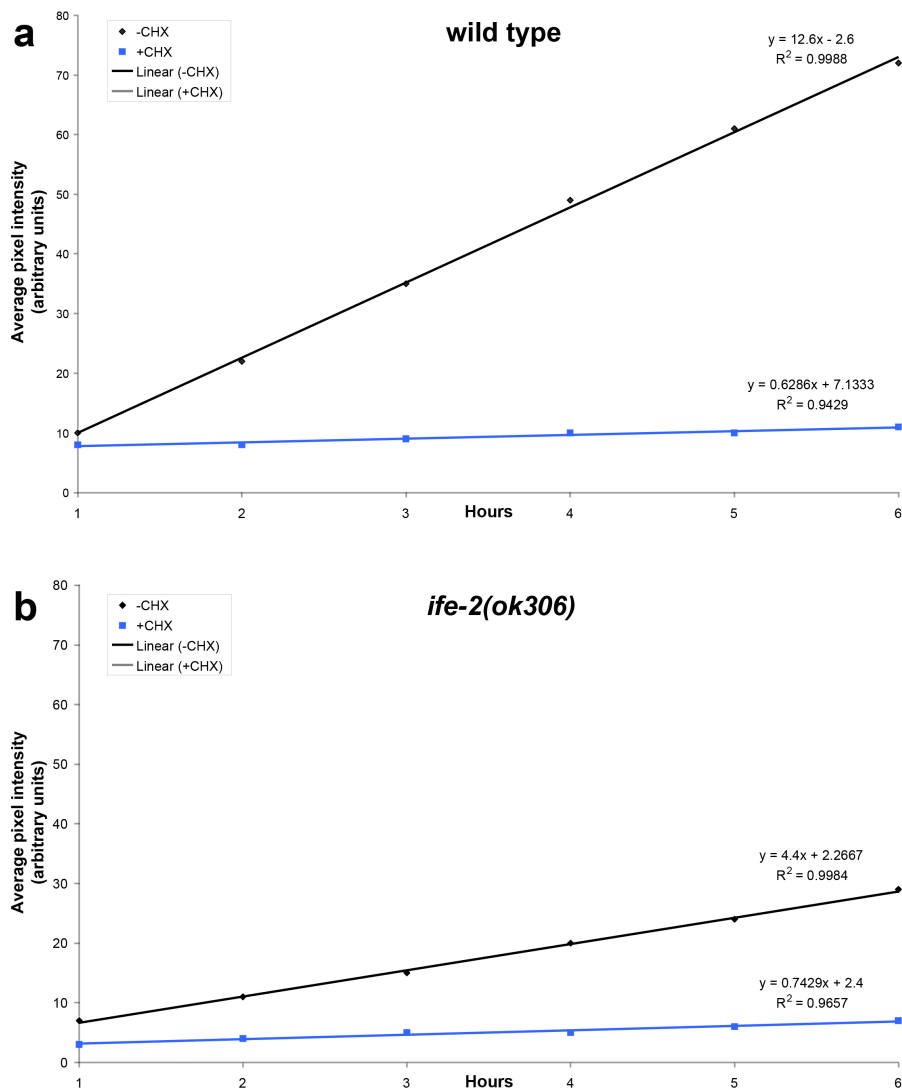 a
wild type
-CHX
+CHX
Linear (-CHX)
Linear (+CHX)
y = 12.6x - 2.6
R² = 0.9988
y = 0.6286x + 7.1333
R² = 0.9429
Average pixel intensity
(arbitrary units)
80
70
60
50
40
30
20
10
0
1
2
3
4
5
6
Hours
b
ife-2(ok306)
-CHX
+CHX
Linear (-CHX)
Linear (+CHX)
y = 4.4x + 2.2667
R² = 0.9984
y = 0.7429x + 2.4
R² = 0.9657
Average pixel intensity
(arbitrary units)
80
70
60
50
40
30
20
10
0
1
2
3
4
5
6
Hours